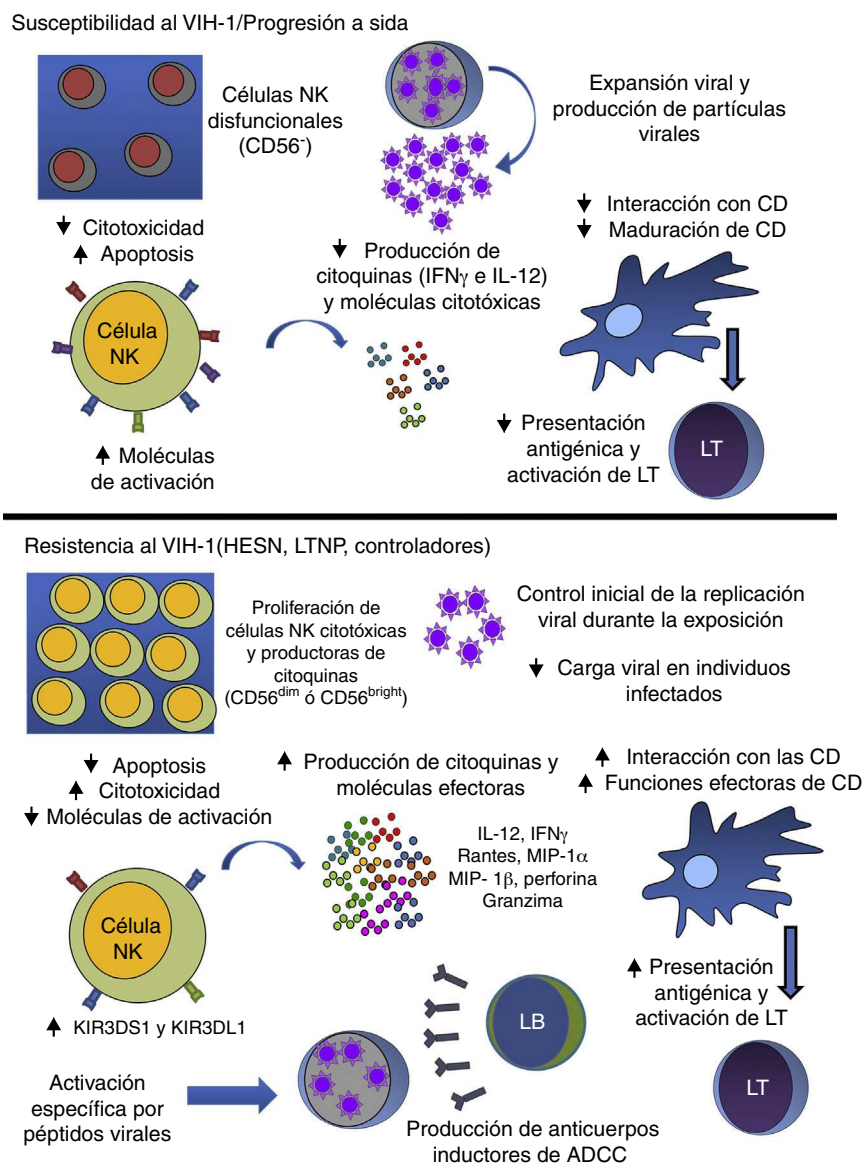 Susceptibilidad al VIH-1/Progresión a sida
Células NK
disfuncionales
(CD56⁻)
Expansión viral y
producción de partículas
virales
Citotoxicidad
Apoptosis
Producción de
citoquinas (IFNγ e IL-12)
y moléculas citotóxicas
Interacción con CD
Maduración de CD
Célula
NK
Moléculas
de activación
Presentación
antigénica y
activación de LT
LT
Resistencia al VIH-1(HESN, LTNP, controladores)
Proliferación de
células NK citotóxicas
y productoras de
citoquinas
(CD56ᵈⁱᵐ ó CD56ᵇʳⁱᵍʰᵗ)
Control inicial de la replicación
viral durante la exposición
Carga viral en individuos
infectados
Apoptosis
Citotoxicidad
Moléculas de activación
Producción de citoquinas y
moléculas efectoras
Interacción con las CD
Funciones efectoras de CD
IL-12, IFNγ
Rantes, MIP-1α
MIP- 1β, perforina
Granzima
Célula
NK
KIR3DS1 y KIR3DL1
LB
Presentación
antigénica y
activación de LT
LT
Activación
específica por
péptidos virales
Producción de anticuerpos
inductores de ADCC